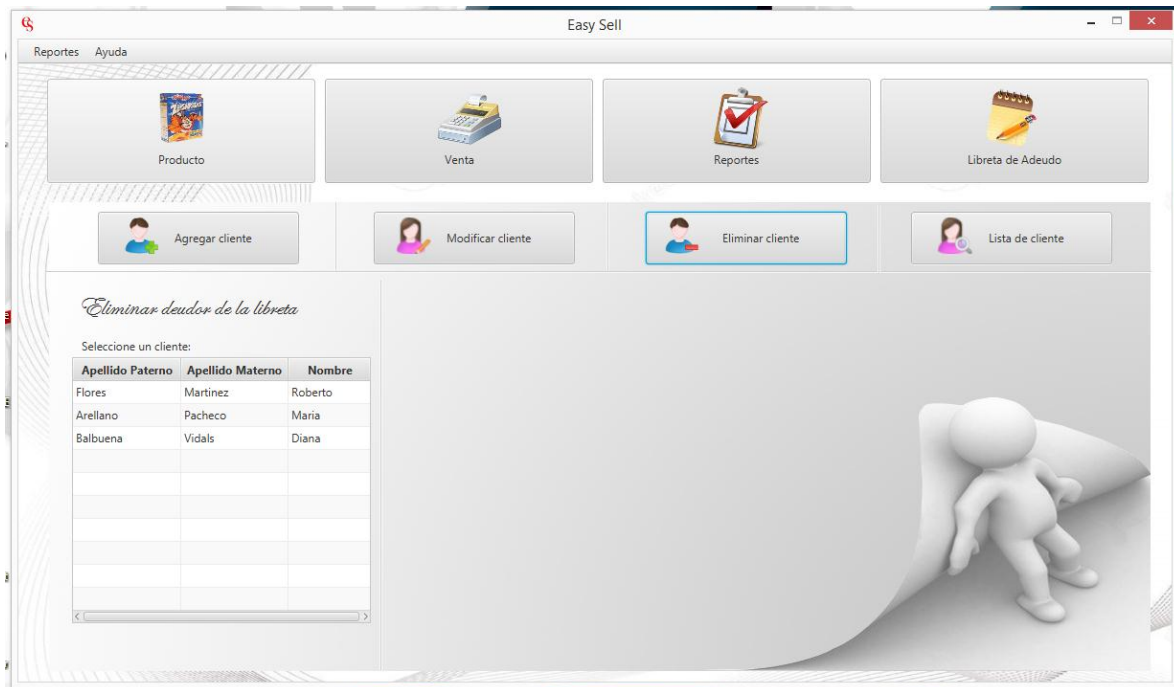 Easy Sell
Reportes Ayuda
Producto Venta Reportes Libreta de Adeudo
Agregar cliente Modificar cliente Eliminar cliente Lista de cliente
Eliminar deudor de la libreta
Seleccione un cliente:
Apellido Paterno Apellido Materno Nombre
Flores Martinez Roberto
Arellano Pacheco Maria
Balbuena Vidals Diana